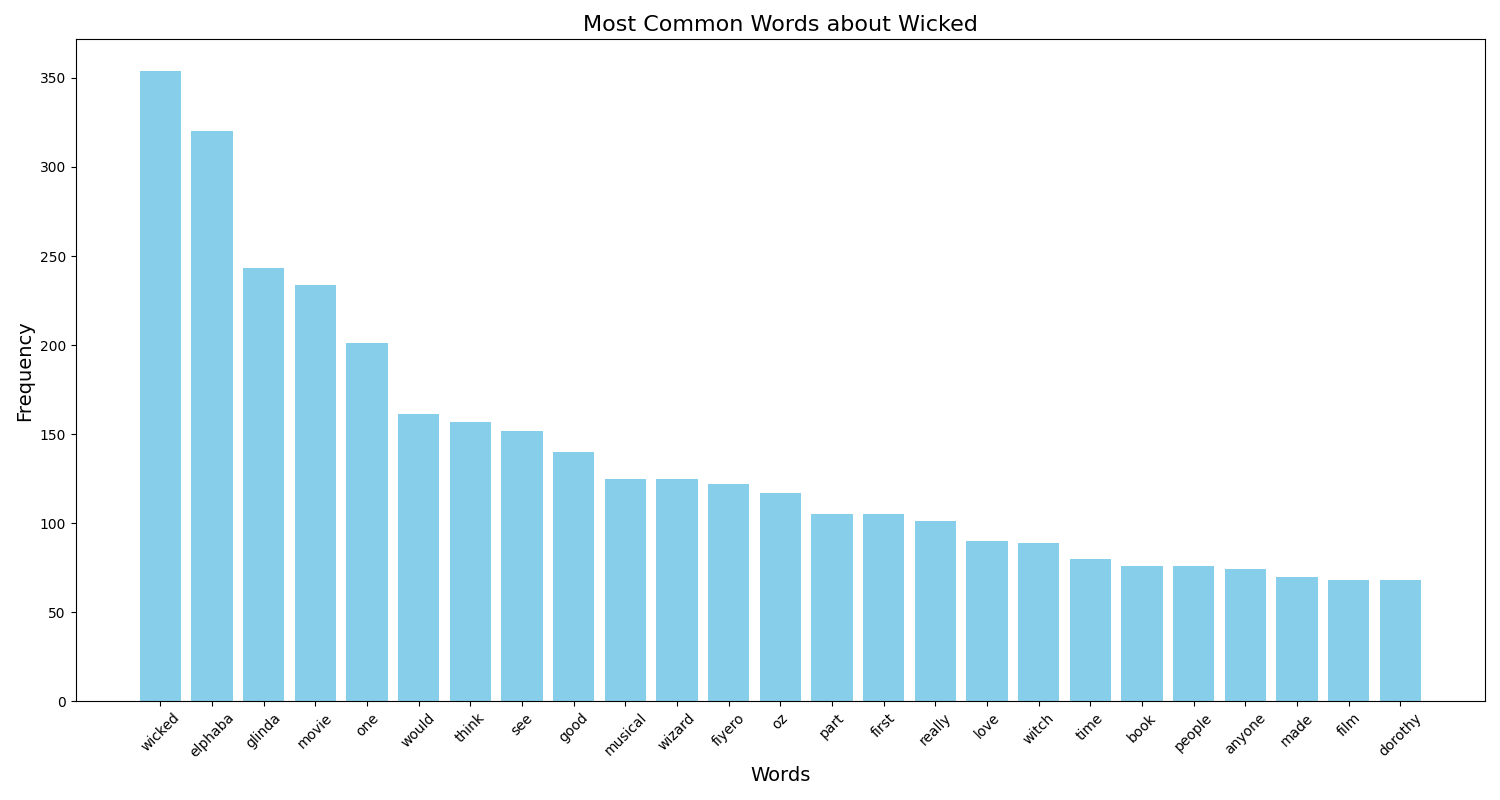 Most Common Words about Wicked
Frequency
350
300
250
200
150
100
50
0
wicked elphaba glinda movie one would think see good musical wizard fiyero oz part first really love witch time book people anyone made film dorothy
Words